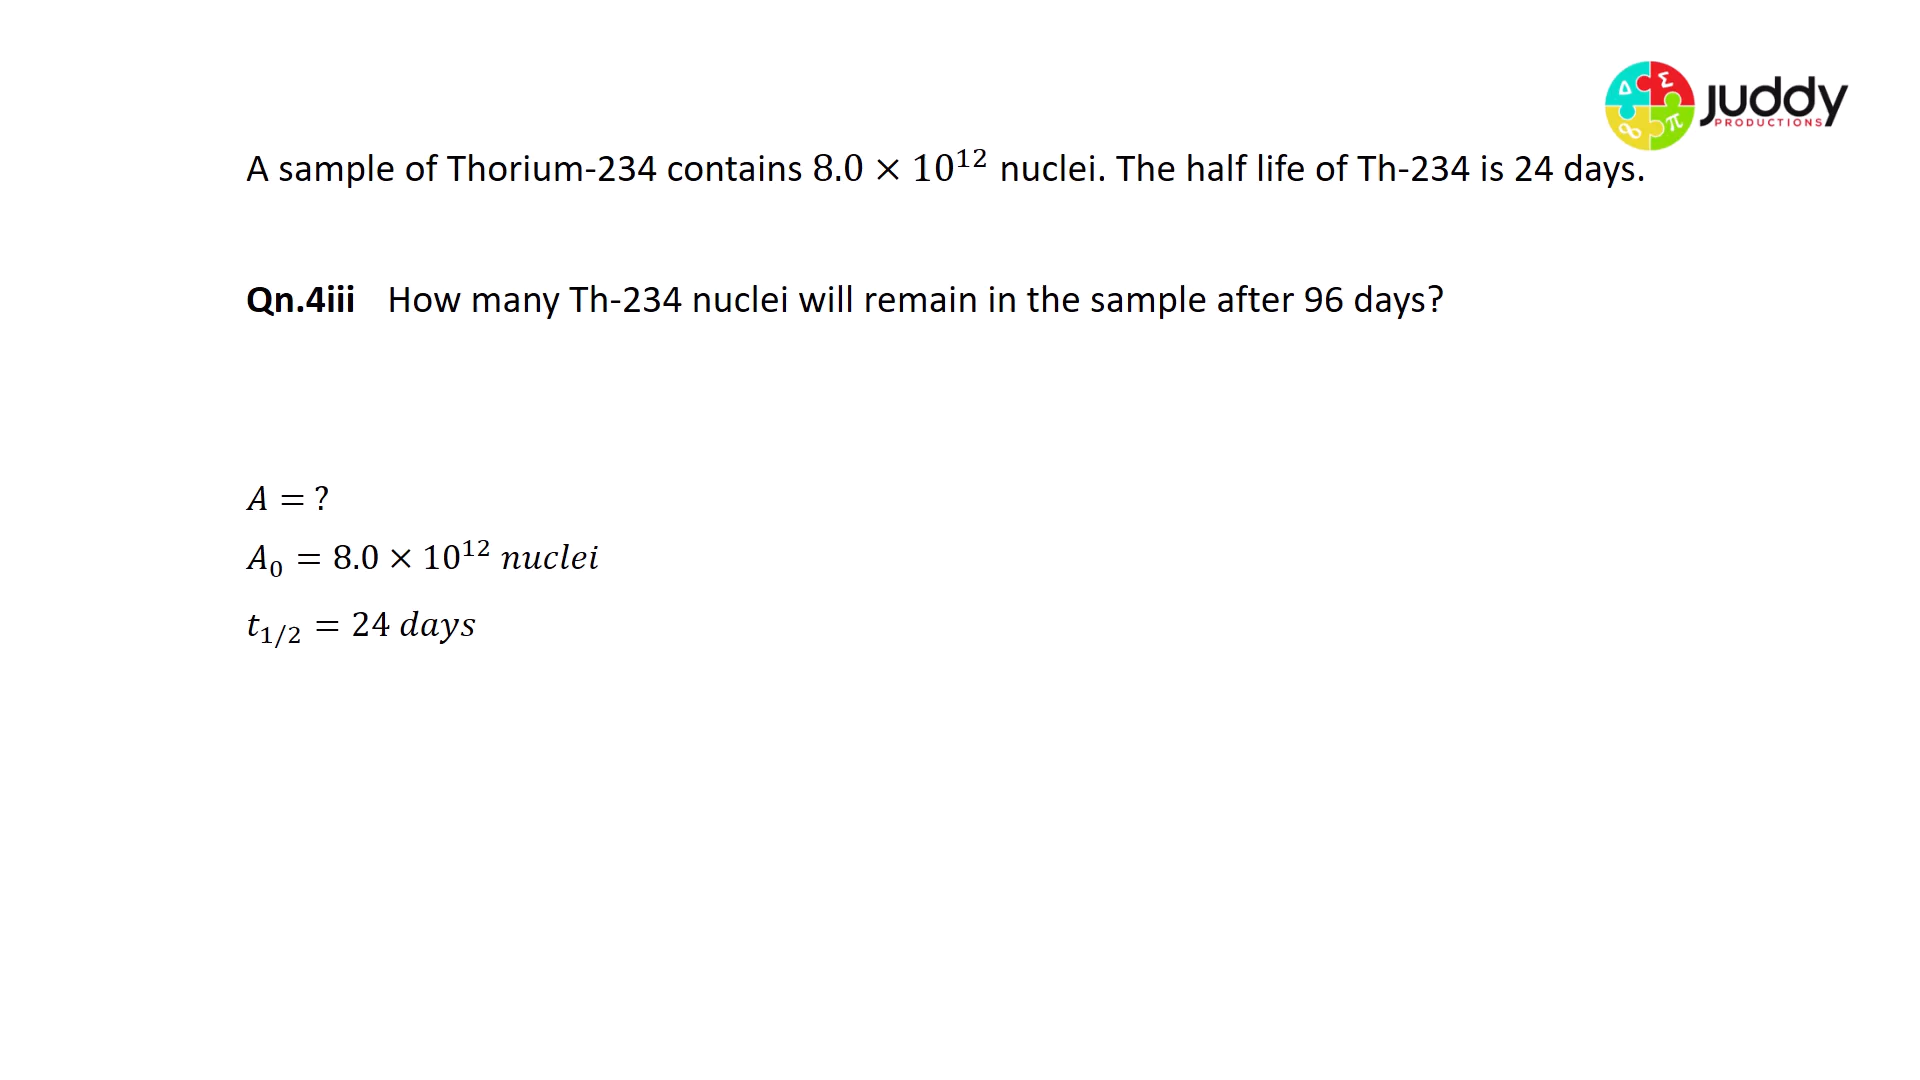 Δ Σ ∞ π
juddy
PRODUCTIONS
A sample of Thorium-234 contains 8.0 × 10¹² nuclei. The half life of Th-234 is 24 days.
Qn.4iii How many Th-234 nuclei will remain in the sample after 96 days?
A = ?
A₀ = 8.0 × 10¹² nuclei
t₁/₂ = 24 days